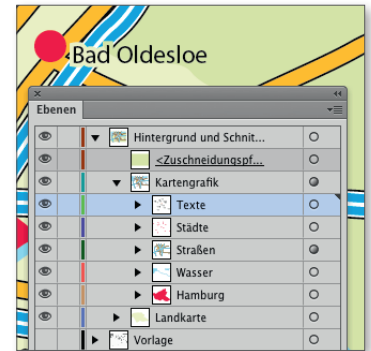 Bad Oldesloe
Ebenen
Hintergrund und Schnit...
<Zuschneidungspf...
Kartengrafik
Texte
Städte
Straßen
Wasser
Hamburg
Landkarte
Vorlage